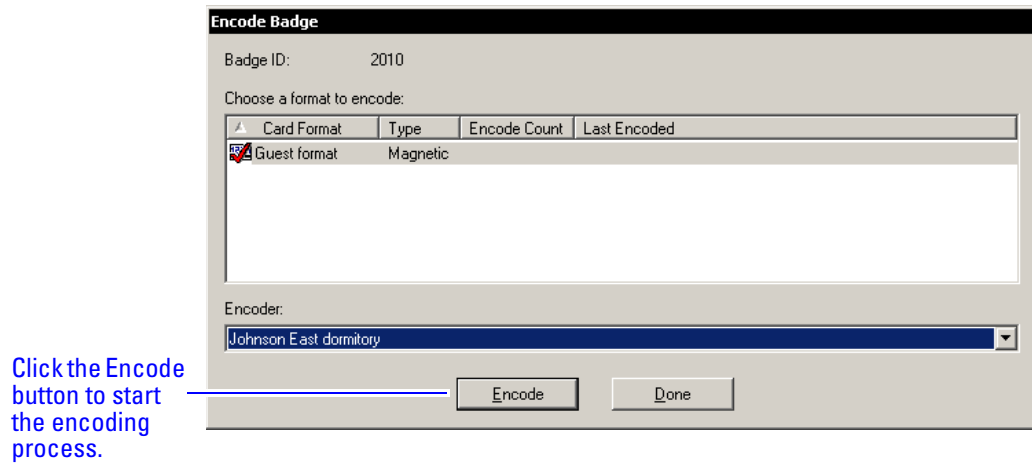 Encode Badge
Badge ID: 2010
Choose a format to encode:
Card Format Type Encode Count Last Encoded
Guest format Magnetic
Encoder:
Johnson East dormitory
Encode Done
Click the Encode
button to start
the encoding
process.